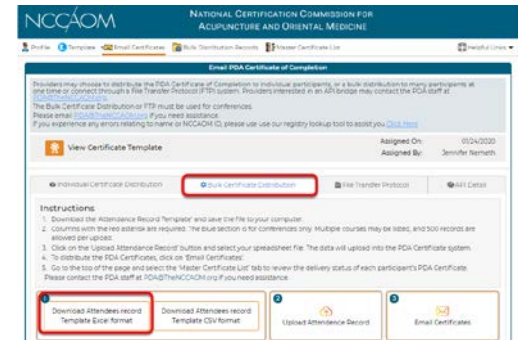 NCCAOM
NATIONAL CERTIFICATION COMMISSION FOR
ACUPUNCTURE AND ORIENTAL MEDICINE
Profile Template Email Certificates Bulk Distribution Records Master Certificate List Helpful Links
Email PDA Certificate of Completion
Providers may choose to distribute the PDA Certificate of Completion to individual participants, or a bulk distribution to many participants at
one time or connect through a File Transfer Protocol (FTP) system. Providers interested in an API bridge may contact the PDA staff at
PDA@TheNCCAOM.org.
The Bulk Certificate Distribution or FTP must be used for conferences.
Please email PDA@TheNCCAOM.org if you need assistance.
If you experience any errors relating to name or NCCAOM ID, please use use our registry lookup tool to assist you Click Here
View Certificate Template
Assigned On: 01/24/2020
Assigned By: Jennifer Nemeth
Individual Certificate Distribution Bulk Certificate Distribution File Transfer Protocol API Detail
Instructions
1. Download the 'Attendance Record Template' and save the file to your computer.
2. Columns with the red asterisk are required. The blue section is for conferences only. Multiple courses may be listed, and 500 records are
allowed per upload.
3. Click on the 'Upload Attendance Record' button and select your spreadsheet file. The data will upload into the PDA Certificate system.
4. To distribute the PDA Certificates, click on 'Email Certificates'.
5. Go to the top of the page and select the 'Master Certificate List' tab to review the delivery status of each participant's PDA Certificate.
Please contact the PDA staff at PDA@TheNCCAOM.org if you need assistance.
1 Download Attendees record
Template Excel format
Download Attendees record
Template CSV format
2 Upload Attendence Record
3 Email Certificates